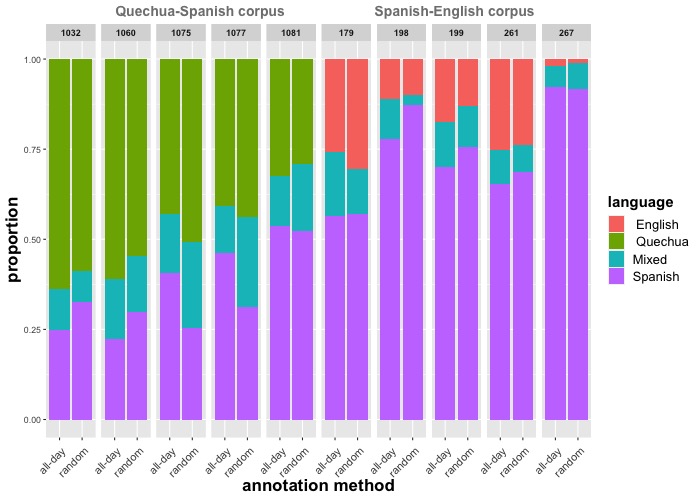 Quechua-Spanish corpus Spanish-English corpus
1032 1060 1075 1077 1081 179 198 199 261 267
1.00
0.75
0.50
0.25
0.00
proportion
all-day random all-day random all-day random all-day random all-day random all-day random all-day random all-day random all-day random all-day random
annotation method
language
English
Quechua
Mixed
Spanish